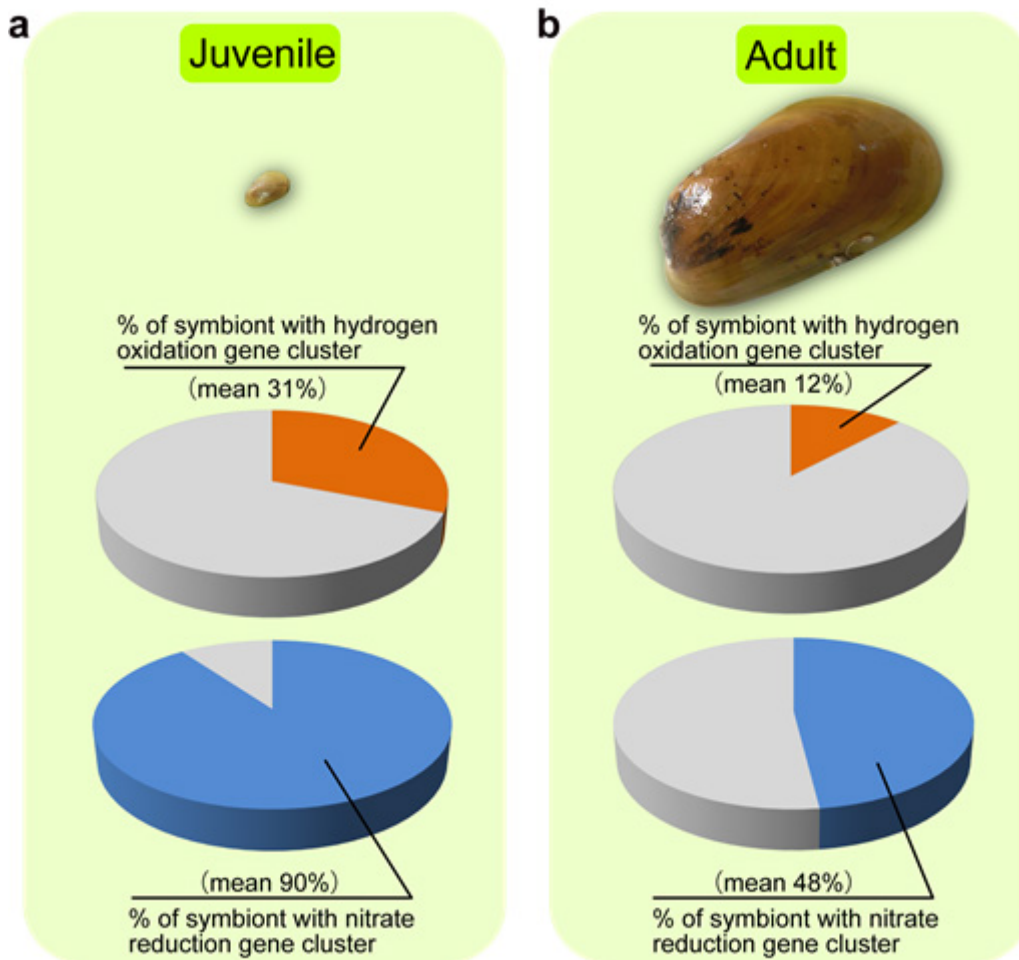 a
Juvenile
% of symbiont with hydrogen
oxidation gene cluster
(mean 31%)
(mean 90%)
% of symbiont with nitrate
reduction gene cluster
b
Adult
% of symbiont with hydrogen
oxidation gene cluster
(mean 12%)
(mean 48%)
% of symbiont with nitrate
reduction gene cluster